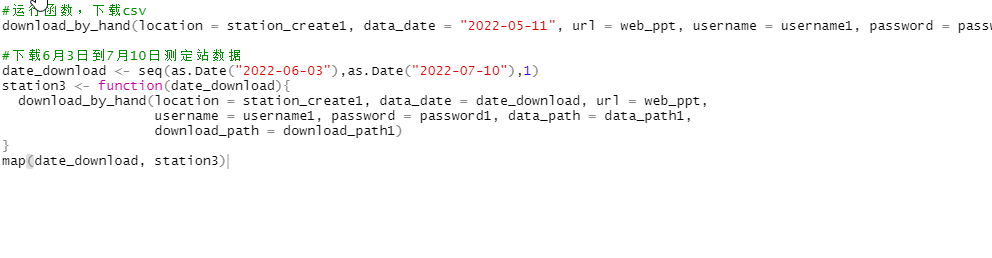 #运行函数，下载csv
download_by_hand(location = station_create1, data_date = "2022-05-11", url = web_ppt, username = username1, password = passw
#下载6月3日到7月10日测定站数据
date_download <- seq(as.Date("2022-06-03"),as.Date("2022-07-10"),1)
station3 <- function(date_download){
  download_by_hand(location = station_create1, data_date = date_download, url = web_ppt,
                   username = username1, password = password1, data_path = data_path1,
                   download_path = download_path1)
}
map(date_download, station3)